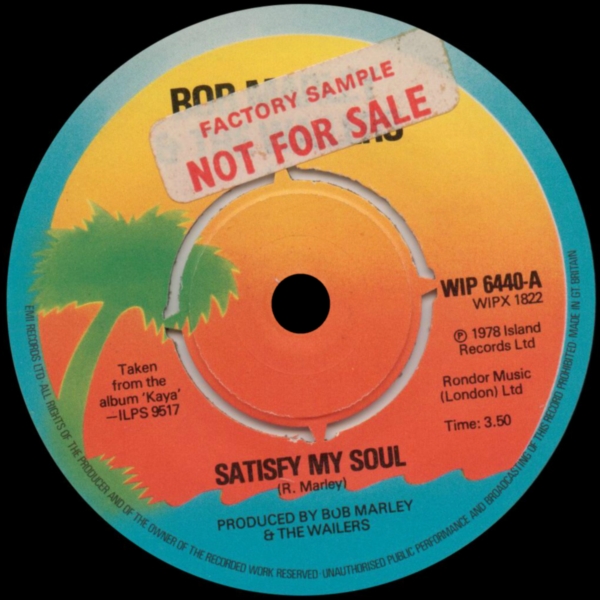 FACTORY SAMPLE
NOT FOR SALE
WIP 6440-A
WIPX 1822
Ⓟ 1978 Island
Records Ltd
Rondor Music
(London) Ltd
Time: 3.50
Taken
from the
album 'Kaya'
—ILPS 9517
SATISFY MY SOUL
(R. Marley)
PRODUCED BY BOB MARLEY
& THE WAILERS
EMI RECORDS LTD ALL RIGHTS OF THE PRODUCER AND OF THE OWNER OF THE RECORDED WORK RESERVED · UNAUTHORISED PUBLIC PERFORMANCE AND BROADCASTING OF THIS RECORD PROHIBITED MADE IN GT. BRITAIN